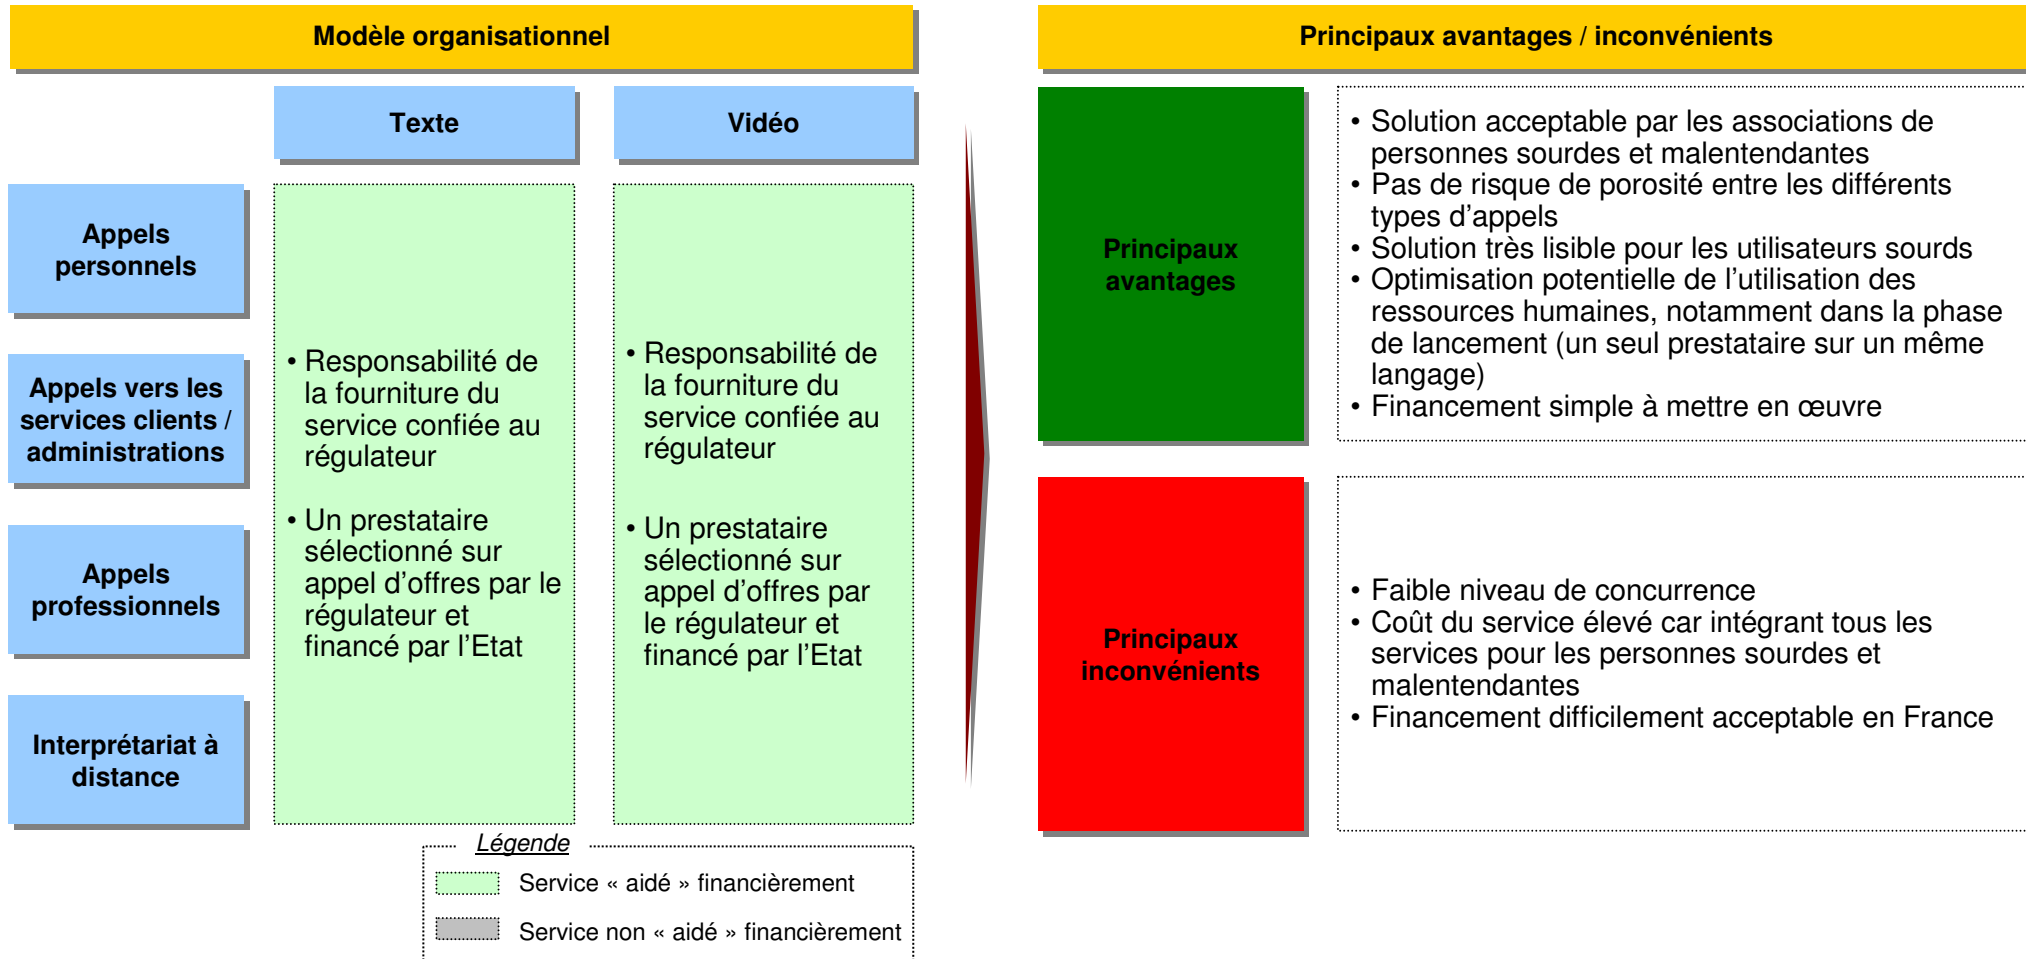 Modèle organisationnel
Texte
Vidéo
Appels
personnels
Appels vers les
services clients /
administrations
Appels
professionnels
Interprétariat à
distance
• Responsabilité de
la fourniture du
service confiée au
régulateur
• Un prestataire
sélectionné sur
appel d’offres par le
régulateur et
financé par l’Etat
• Responsabilité de
la fourniture du
service confiée au
régulateur
• Un prestataire
sélectionné sur
appel d’offres par
le régulateur et
financé par l’Etat
Légende
Service « aidé » financièrement
Service non « aidé » financièrement
Principaux avantages / inconvénients
Principaux
avantages
• Solution acceptable par les associations de
personnes sourdes et malentendantes
• Pas de risque de porosité entre les différents
types d’appels
• Solution très lisible pour les utilisateurs sourds
• Optimisation potentielle de l’utilisation des
ressources humaines, notamment dans la phase
de lancement (un seul prestataire sur un même
langage)
• Financement simple à mettre en œuvre
Principaux
inconvénients
• Faible niveau de concurrence
• Coût du service élevé car intégrant tous les
services pour les personnes sourdes et
malentendantes
• Financement difficilement acceptable en France